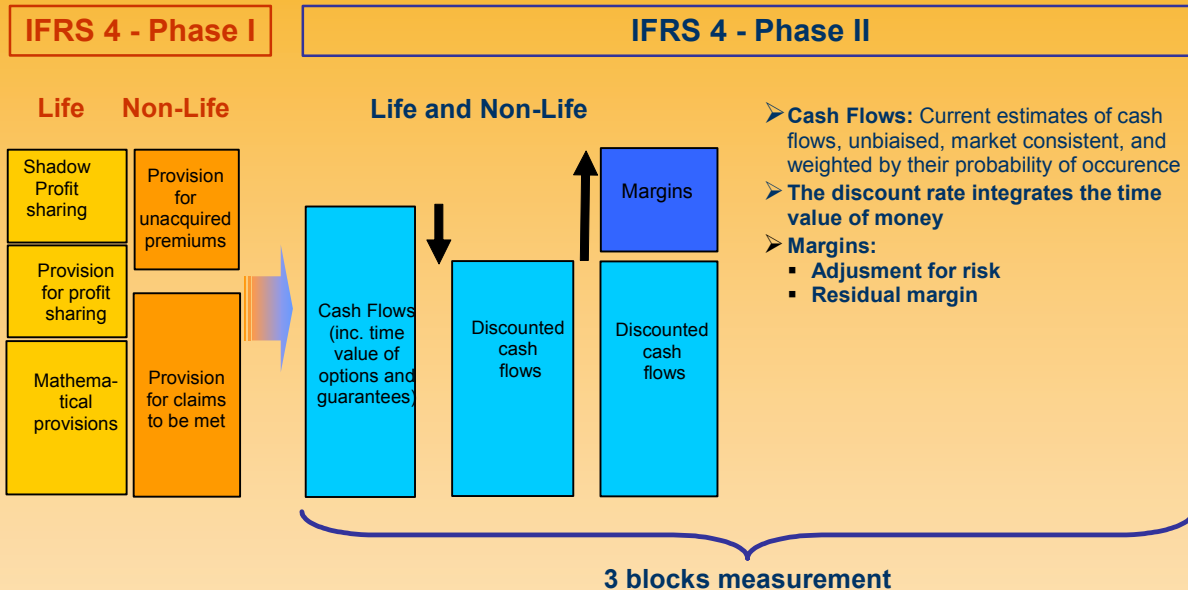 IFRS 4 - Phase I
IFRS 4 - Phase II
Life
Non-Life
Life and Non-Life
Shadow
Profit
sharing
Provision
for profit
sharing
Mathema-
tical
provisions
Provision
for
unacquired
premiums
Provision
for claims
to be met
Cash Flows
(inc. time
value of
options and
guarantees)
Discounted
cash
flows
Margins
Discounted
cash
flows
➢ Cash Flows: Current estimates of cash
flows, unbiaised, market consistent, and
weighted by their probability of occurence
➢ The discount rate integrates the time
value of money
➢ Margins:
▪ Adjusment for risk
▪ Residual margin
3 blocks measurement